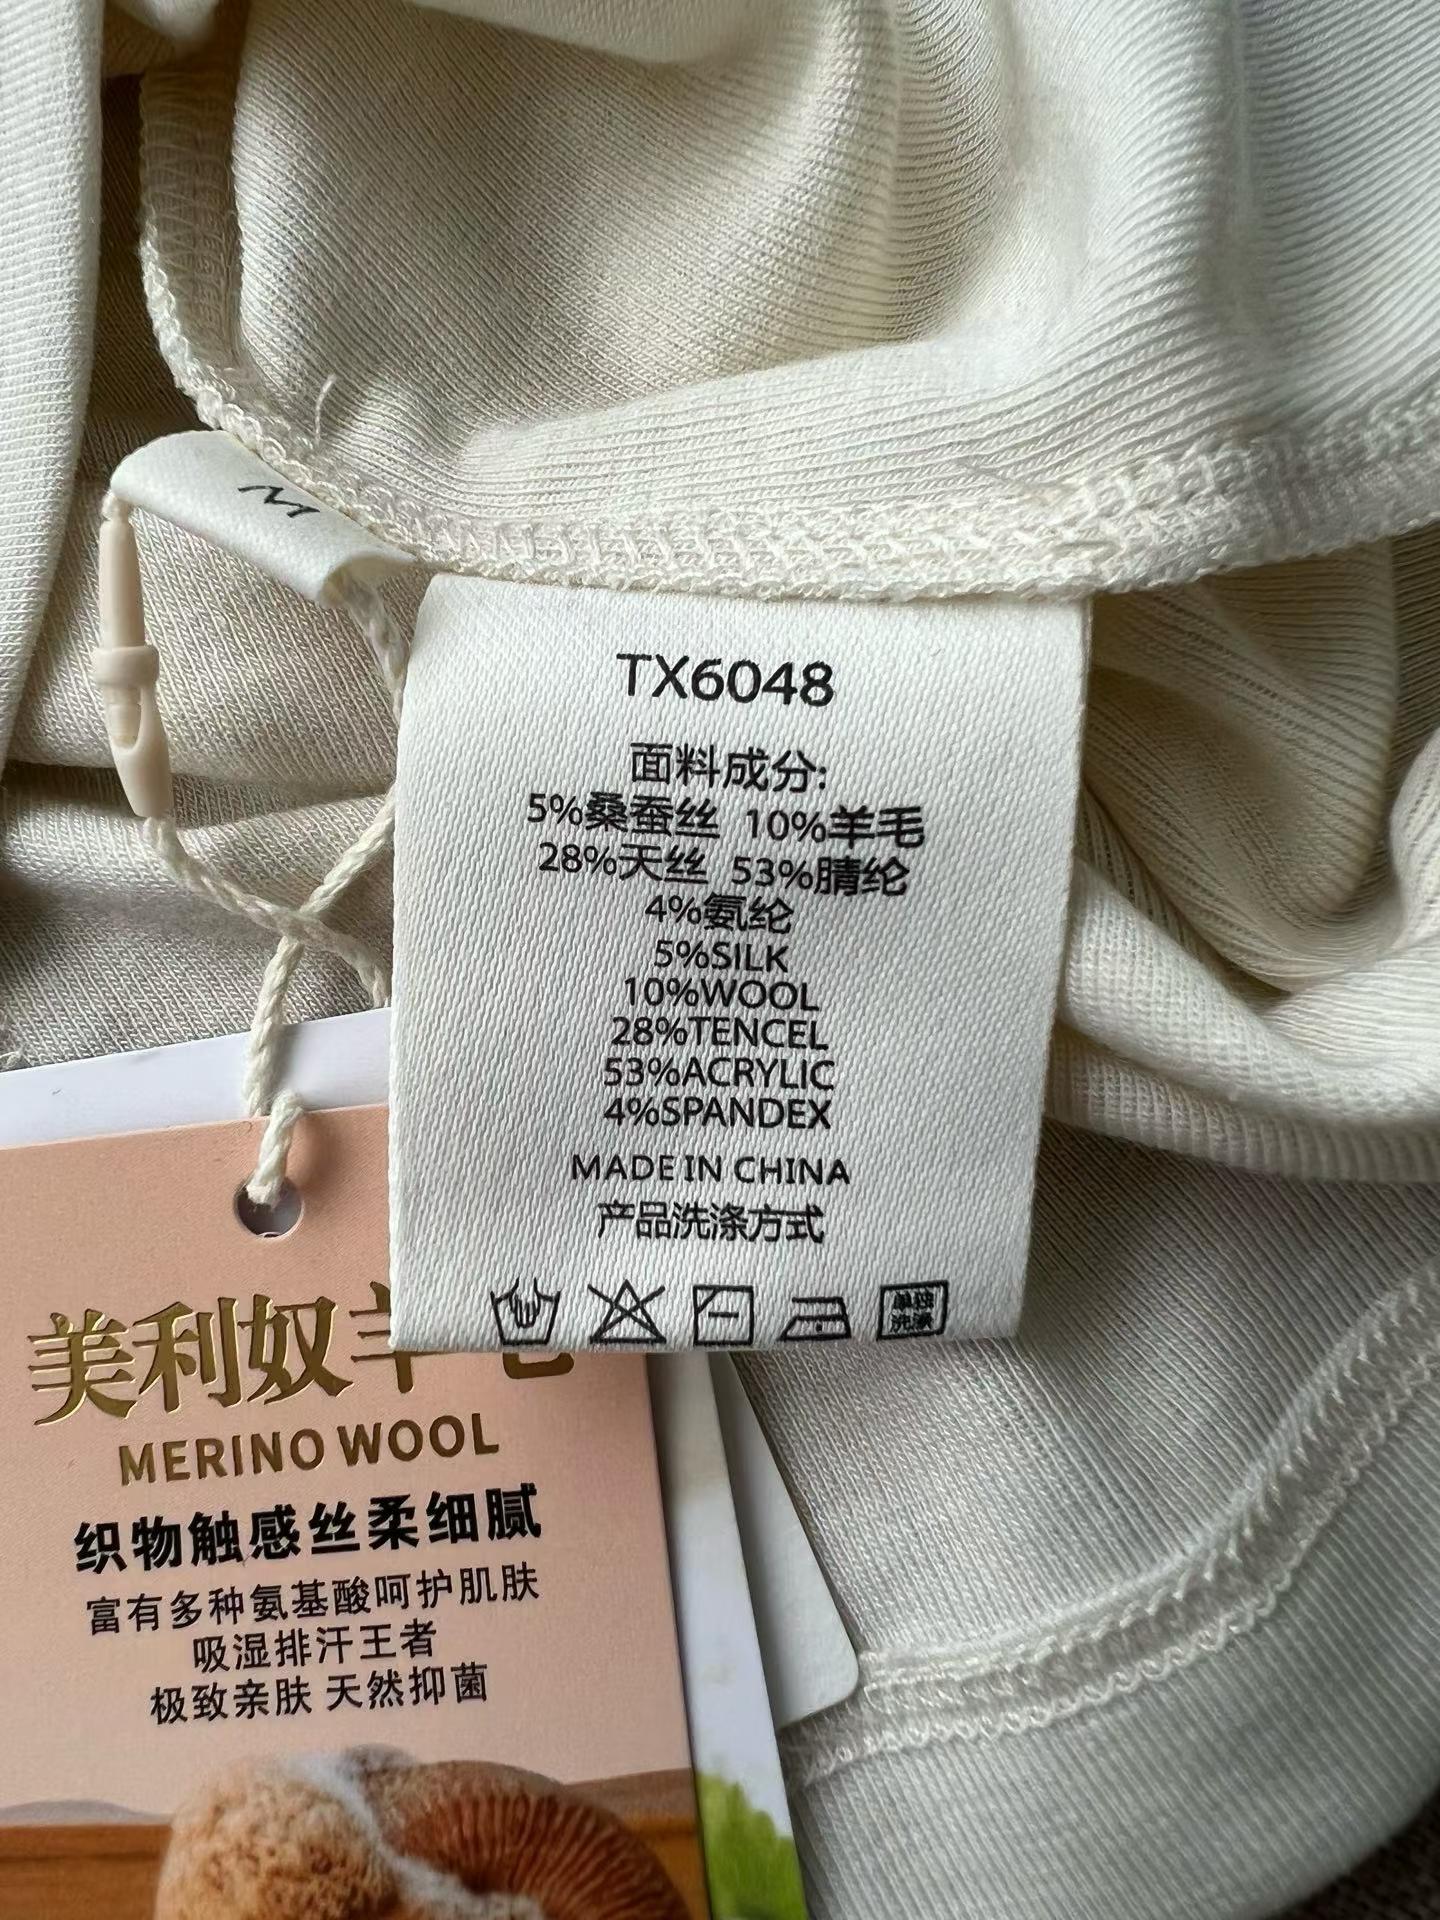 M
TX6048
面料成分:
5%桑蚕丝 10%羊毛
28%天丝 53%腈纶
4%氨纶
5%SILK
10%WOOL
28%TENCEL
53%ACRYLIC
4%SPANDEX
MADE IN CHINA
产品洗涤方式
单独
洗涤
美利奴羊毛
MERINO WOOL
织物触感丝柔细腻
富有多种氨基酸呵护肌肤
吸湿排汗王者
极致亲肤 天然抑菌